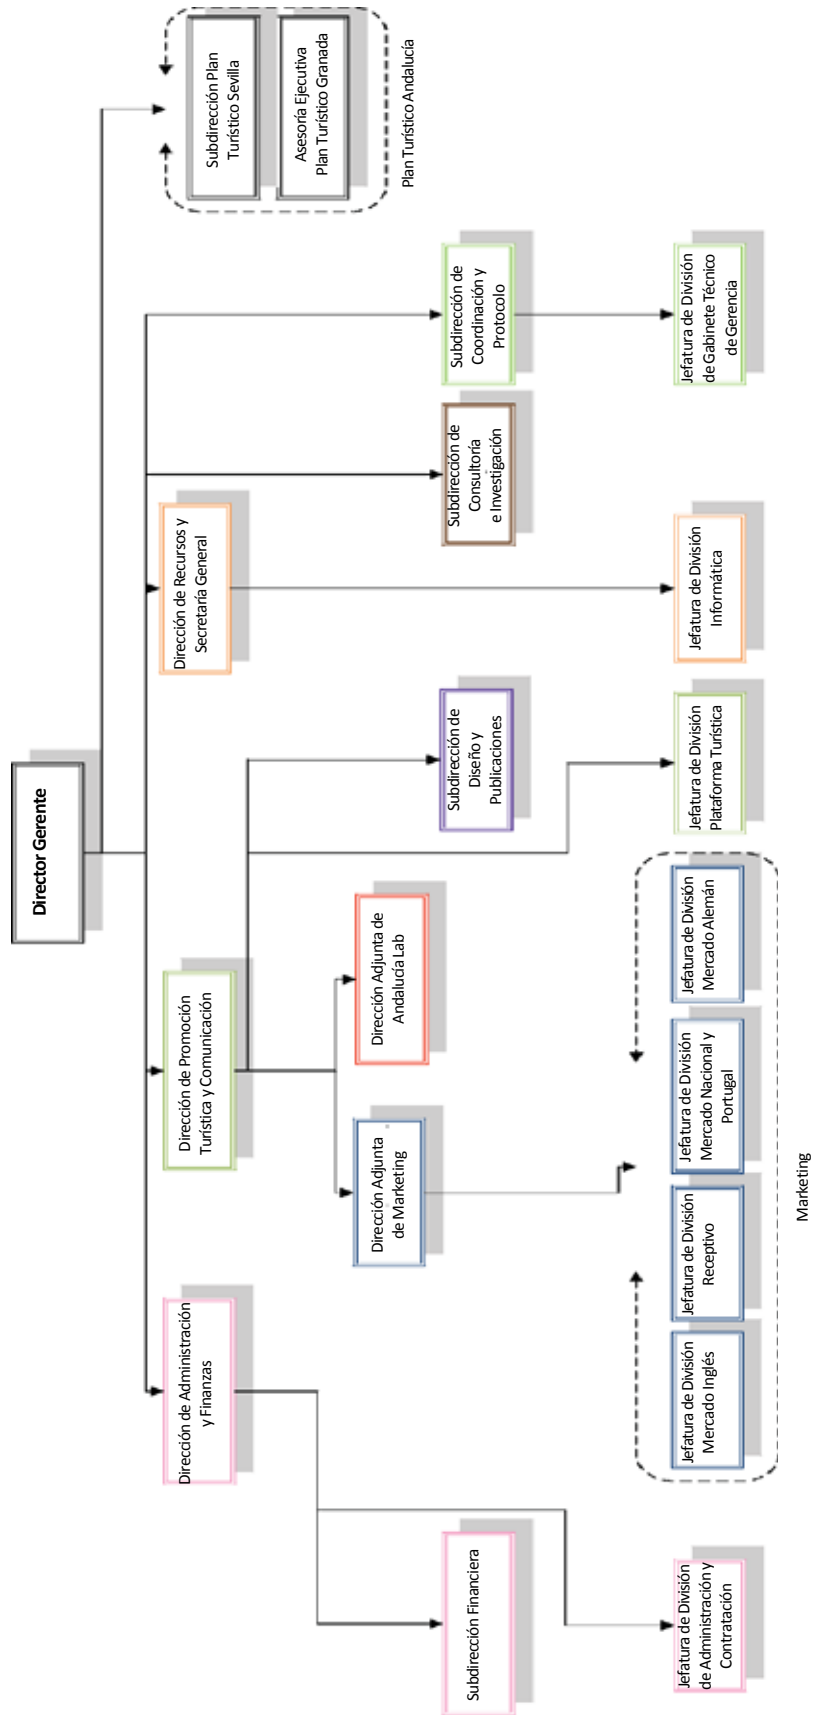 Director Gerente
Dirección de Administración
y Finanzas
Dirección de Promoción
Turística y Comunicación
Dirección de Recursos y
Secretaría General
Subdirección Plan
Turístico Sevilla
Asesoría Ejecutiva
Plan Turístico Granada
Plan Turístico Andalucía
Dirección Adjunta
de Marketing
Dirección Adjunta de
Andalucía Lab
Subdirección Financiera
Subdirección de
Diseño y
Publicaciones
Subdirección de
Consultoría
e Investigación
Subdirección de
Coordinación y
Protocolo
Jefatura de División
de Administración y
Contratación
Jefatura de División
Mercado Inglés
Jefatura de División
Receptivo
Jefatura de División
Mercado Nacional y
Portugal
Jefatura de División
Mercado Alemán
Jefatura de División
Plataforma Turística
Jefatura de División
Informática
Jefatura de División
de Gabinete Técnico
de Gerencia
Marketing